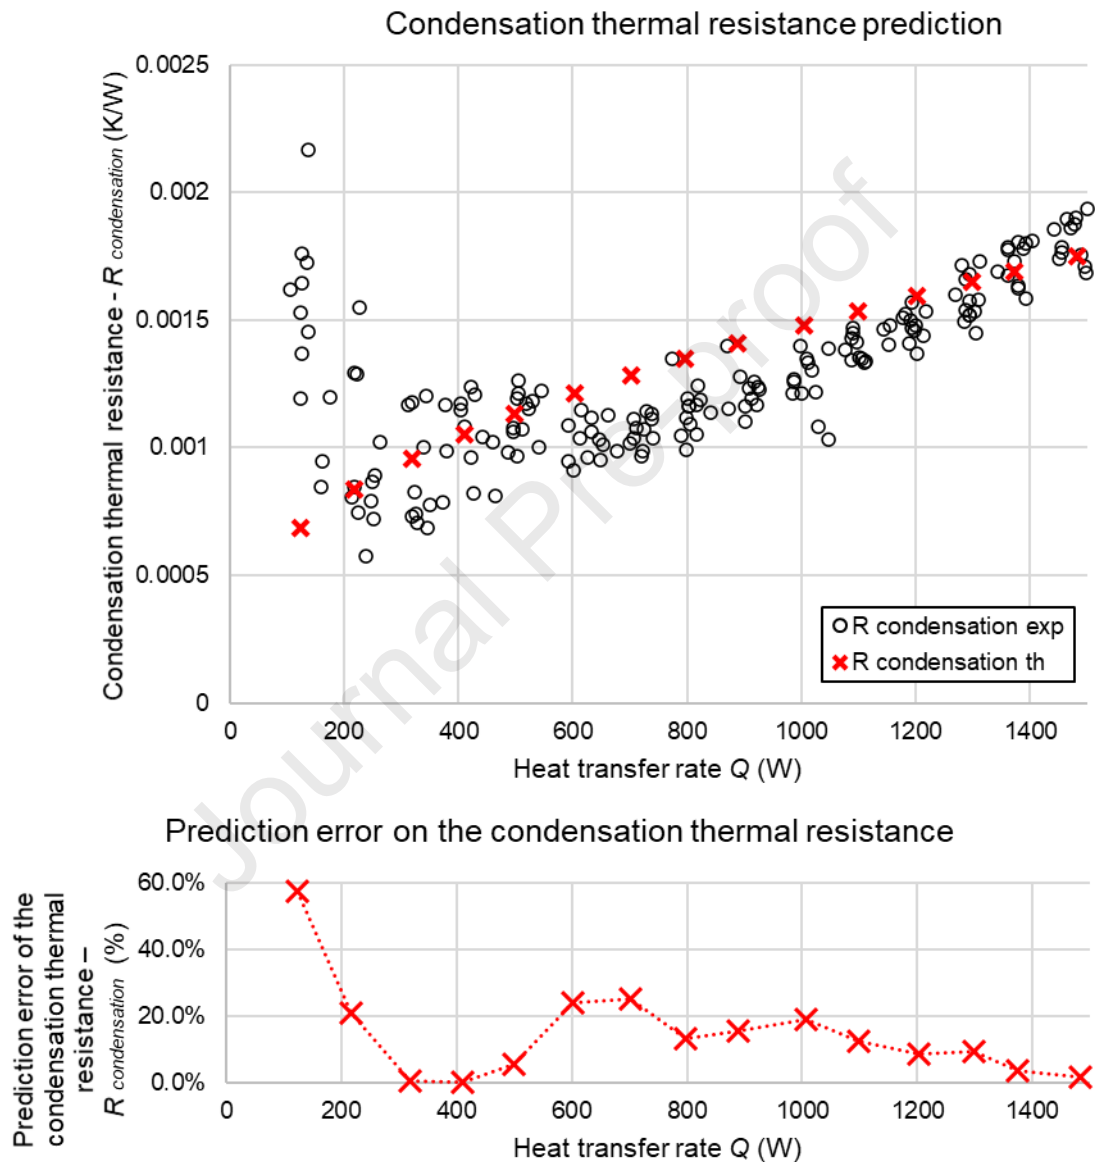 Condensation thermal resistance prediction
Condensation thermal resistance - R condensation (K/W)
0.0025
0.002
0.0015
0.001
0.0005
0
0 200 400 600 800 1000 1200 1400
Heat transfer rate Q (W)
R condensation exp
R condensation th
Journal Pre-proof
Prediction error on the condensation thermal resistance
Prediction error of the
condensation thermal
resistance –
R condensation (%)
60.0%
40.0%
20.0%
0.0%
0 200 400 600 800 1000 1200 1400
Heat transfer rate Q (W)